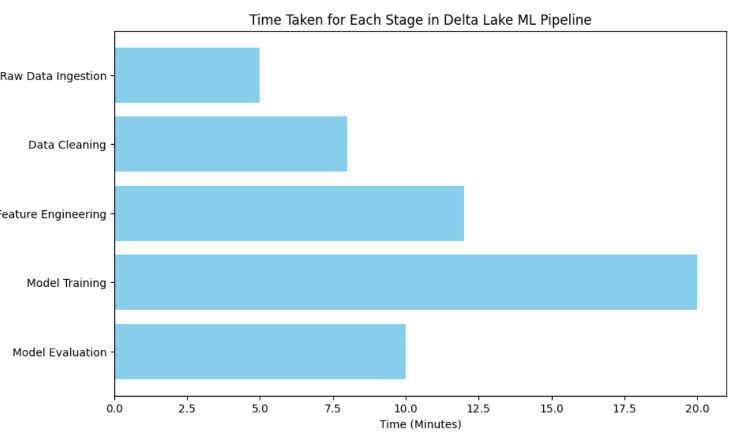 Time Taken for Each Stage in Delta Lake ML Pipeline
Raw Data Ingestion
Data Cleaning
Feature Engineering
Model Training
Model Evaluation
0.0 2.5 5.0 7.5 10.0 12.5 15.0 17.5 20.0
Time (Minutes)